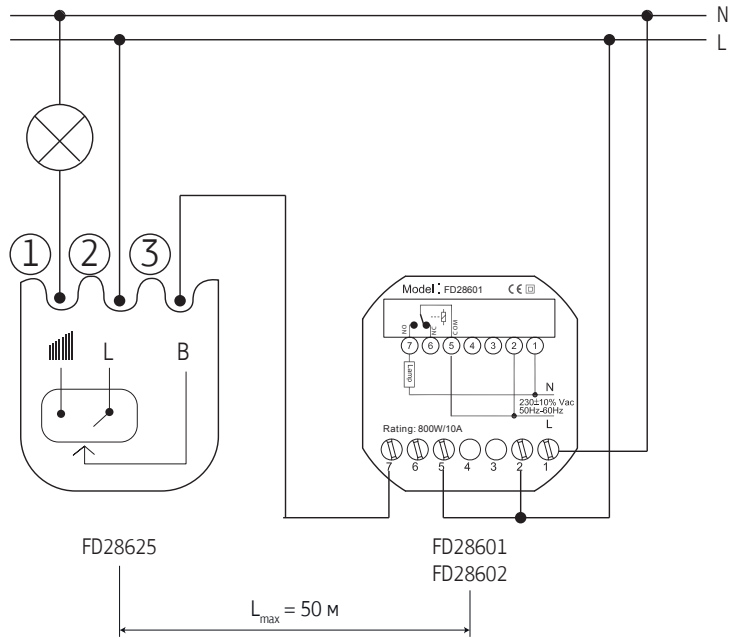 N
L
1 2 3
L B
Model : FD28601 CE
NO NC COM
7 6 5 4 3 2 1
Lamp
N
230±10% Vac
50Hz-60Hz
L
Rating: 800W/10A
7 6 5 4 3 2 1
FD28625
FD28601
FD28602
Lmax = 50 м